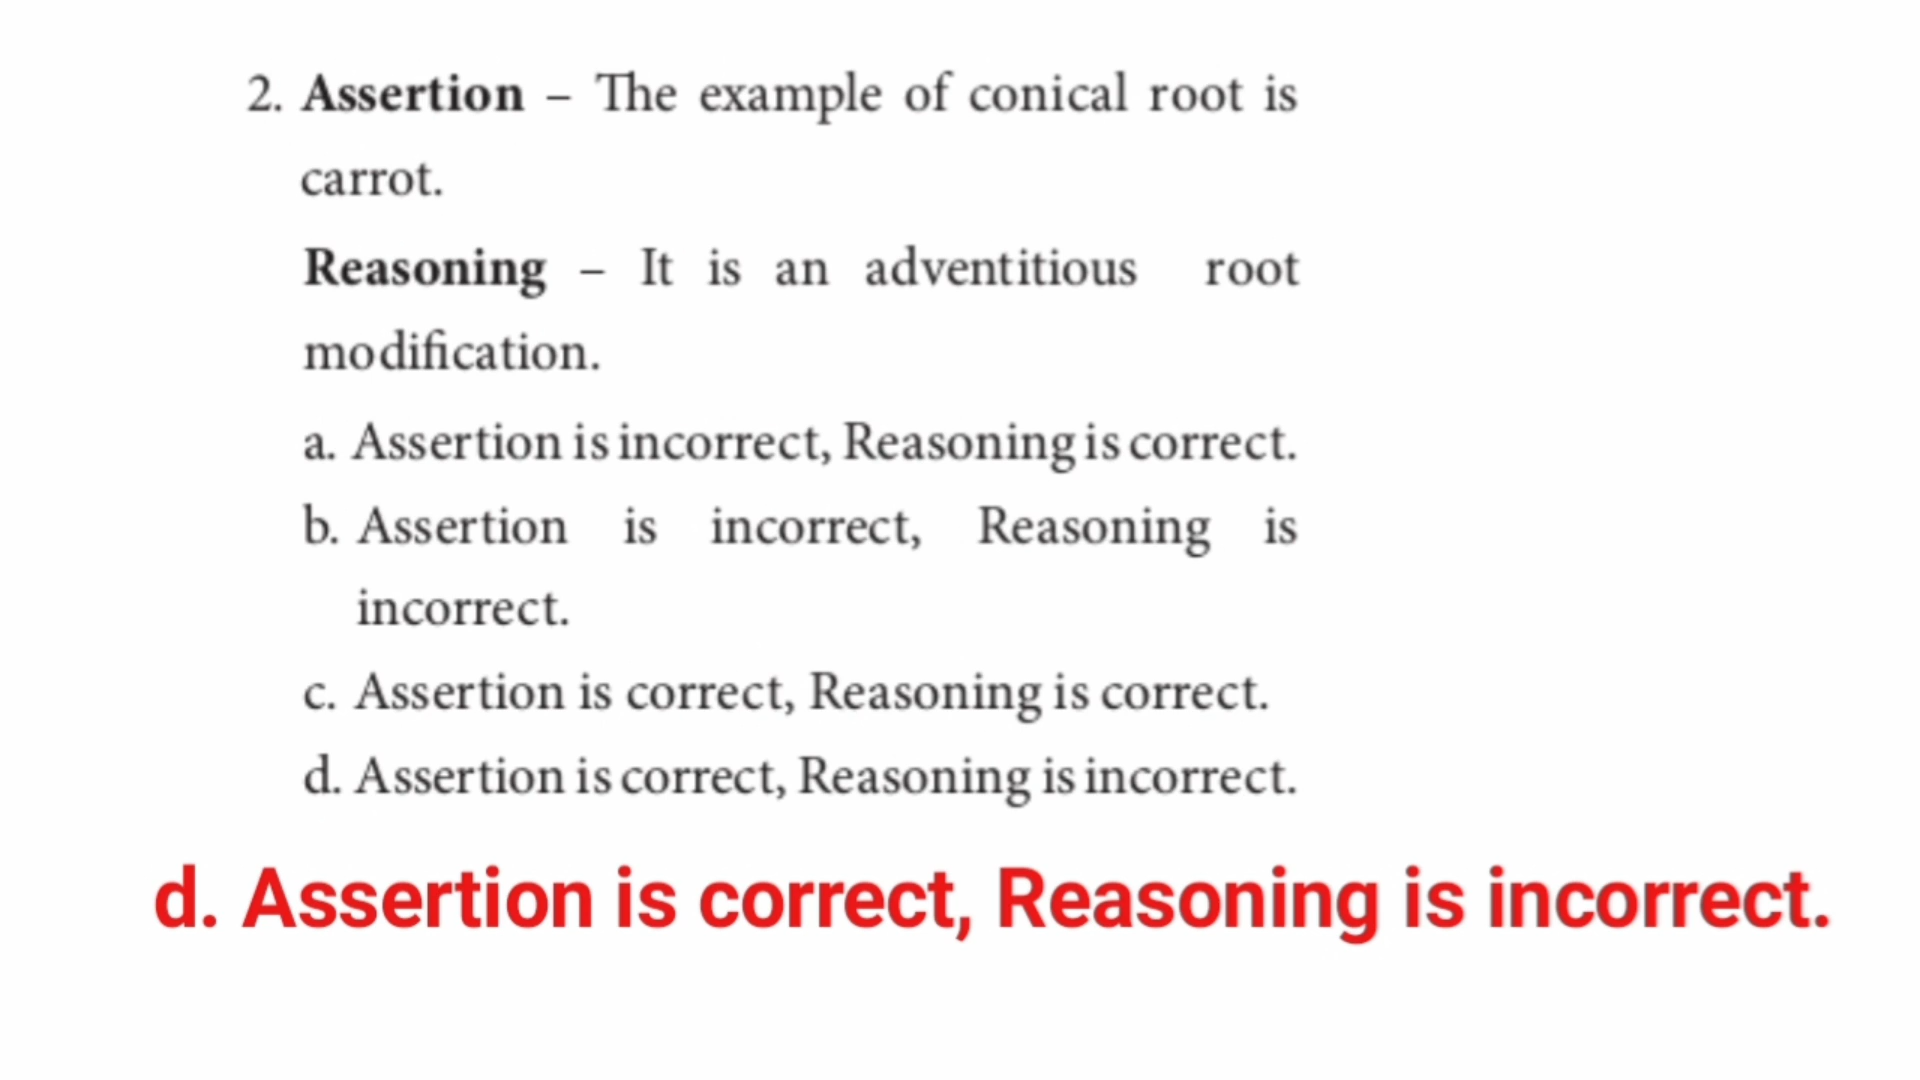 2. Assertion – The example of conical root is
carrot.
Reasoning – It is an adventitious root
modification.
a. Assertion is incorrect, Reasoning is correct.
b. Assertion is incorrect, Reasoning is
incorrect.
c. Assertion is correct, Reasoning is correct.
d. Assertion is correct, Reasoning is incorrect.
d. Assertion is correct, Reasoning is incorrect.